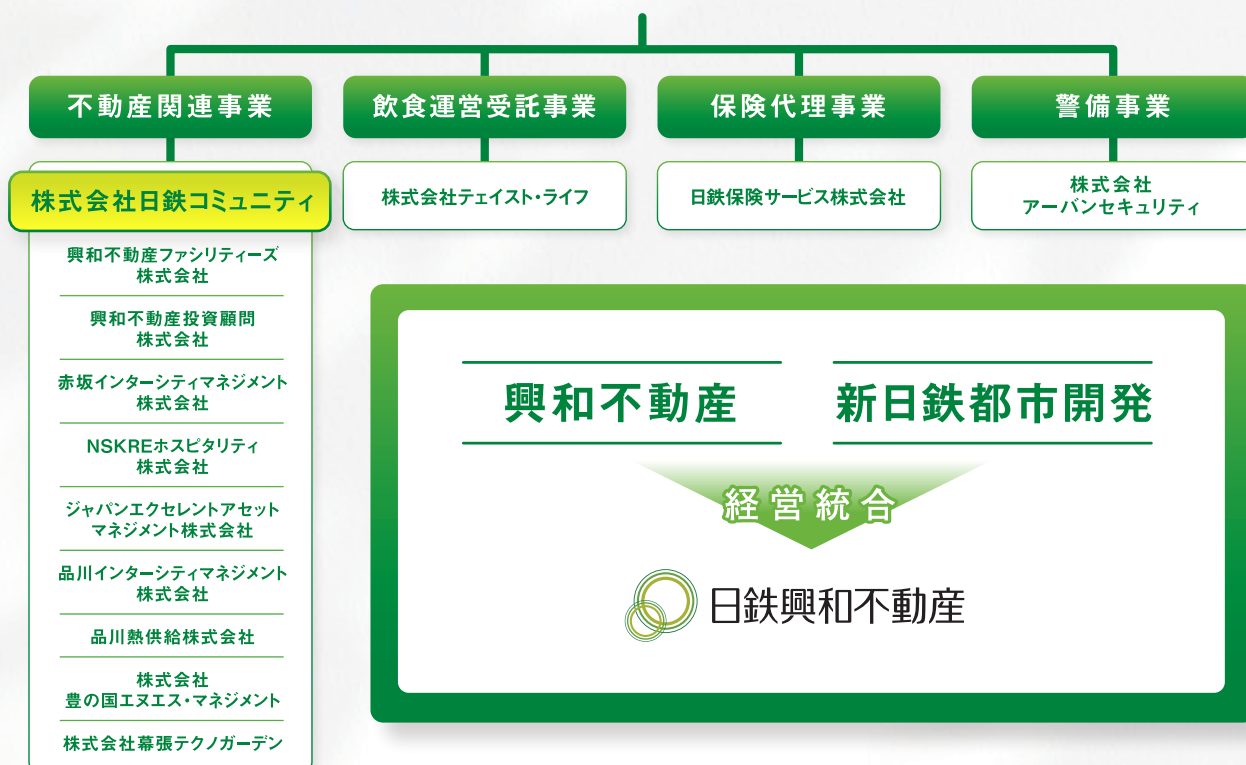 不動産関連事業
飲食運営受託事業
保険代理事業
警備事業
株式会社日鉄コミュニティ
興和不動産ファシリティーズ
株式会社
興和不動産投資顧問
株式会社
赤坂インターシティマネジメント
株式会社
NSKREホスピタリティ
株式会社
ジャパンエクセレントアセット
マネジメント株式会社
品川インターシティマネジメント
株式会社
品川熱供給株式会社
株式会社
豊の国エヌエス・マネジメント
株式会社幕張テクノガーデン
株式会社テェイスト・ライフ
日鉄保険サービス株式会社
株式会社
アーバンセキュリティ
興和不動産
新日鉄都市開発
経営統合
日鉄興和不動産